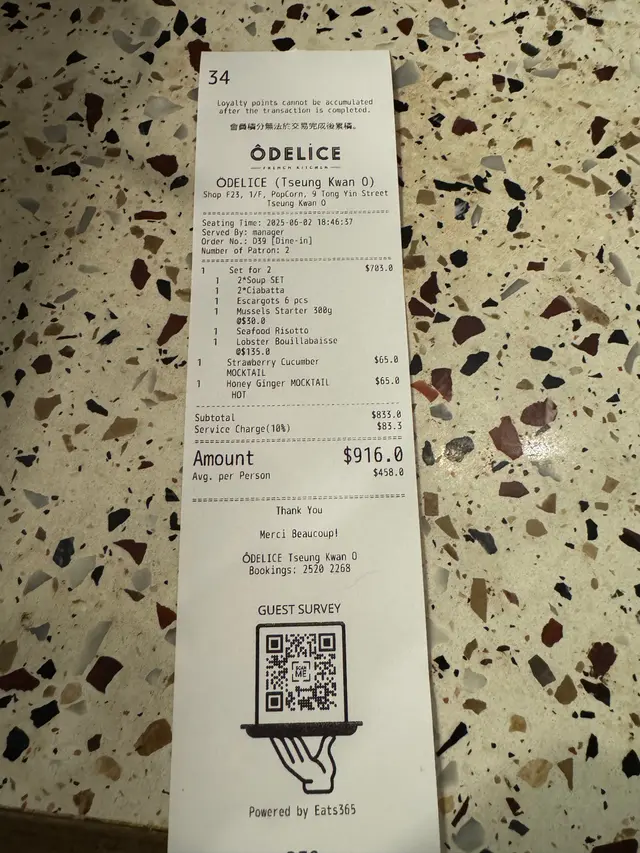 34
Loyalty points cannot be accumulated
after the transaction is completed.
會員積分無法於交易完成後累積。
ÔDELİCE
FRENCH KITCHEN
ÔDELICE (Tseung Kwan O)
Shop F23, 1/F, PopCorn, 9 Tong Yin Street
Tseung Kwan O
Seating Time: 2025-06-02 18:46:37
Served By: manager
Order No.: D39 [Dine-in]
Number of Patron: 2
1 Set for 2 $703.0
1 2*Soup SET
1 2*Ciabatta
1 Escargots 6 pcs
1 Mussels Starter 300g
@$30.0
1 Seafood Risotto
1 Lobster Bouillabaisse
@$135.0
1 Strawberry Cucumber $65.0
MOCKTAIL
1 Honey Ginger MOCKTAIL $65.0
HOT
Subtotal $833.0
Service Charge(10%) $83.3
Amount $916.0
Avg. per Person $458.0
Thank You
Merci Beaucoup!
ÔDELICE Tseung Kwan O
Bookings: 2520 2268
GUEST SURVEY
SCAN
ME
Powered by Eats365